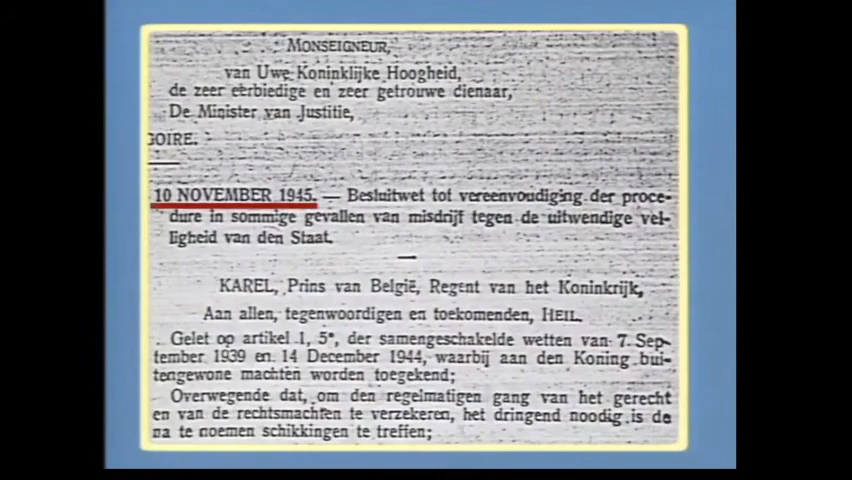 MONSEIGNEUR,
van Uwe Koninklijke Hoogheid,
de zeer eerbiedige en zeer getrouwe dienaar,
De Minister van Justitie,
GOIRE.
10 NOVEMBER 1945. — Besluitwet tot vereenvoudiging der proce-
dure in sommige gevallen van misdrijf tegen de uitwendige vei-
ligheid van den Staat.
KAREL, Prins van België, Regent van het Koninkrijk,
Aan allen, tegenwoordigen en toekomenden, HEIL.
Gelet op artikel 1, 5°, der samengeschakelde wetten van 7 Sep-
tember 1939 en 14 December 1944, waarbij aan den Koning bui-
tengewone machten worden toegekend;
Overwegende dat, om den regelmatigen gang van het gerecht
en van de rechtsmachten te verzekeren, het dringend noodig is de
na te noemen schikkingen te treffen;